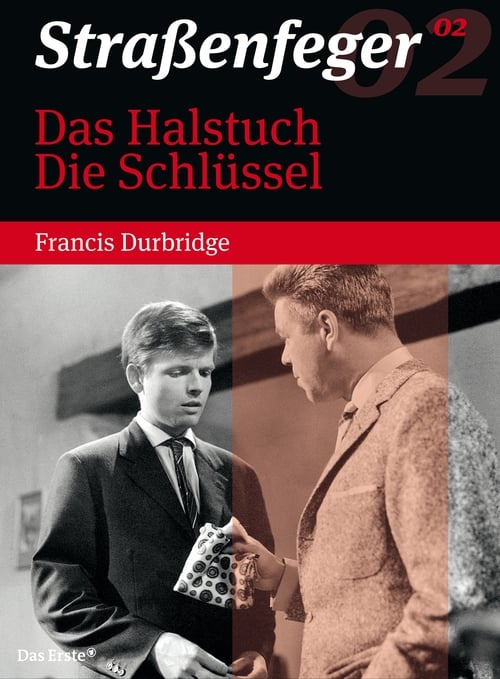 Straßenfeger 02
02
Das Halstuch
Die Schlüssel
Francis Durbridge
Das Erste